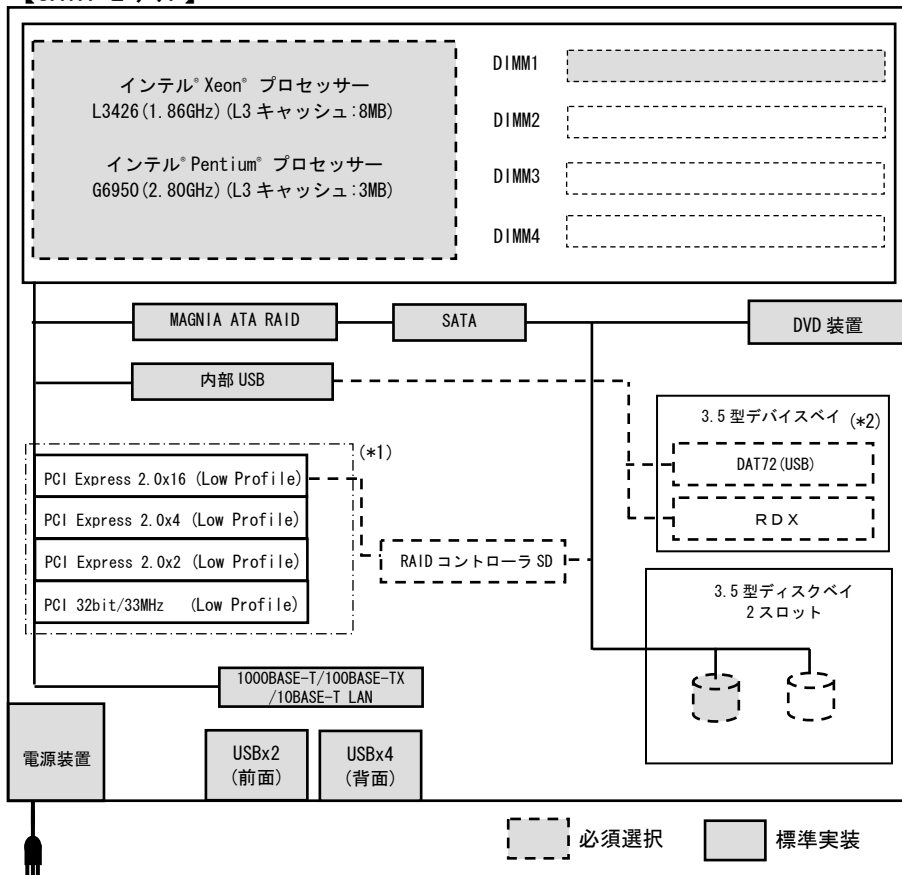 インテル® Xeon® プロセッサー
L3426(1.86GHz)(L3 キャッシュ:8MB)
インテル® Pentium® プロセッサー
G6950(2.80GHz)(L3 キャッシュ:3MB)
DIMM1
DIMM2
DIMM3
DIMM4
MAGNIA ATA RAID
SATA
DVD 装置
内部 USB
3.5 型デバイスベイ (*2)
DAT72(USB)
RDX
(*1)
PCI Express 2.0x16 (Low Profile)
PCI Express 2.0x4 (Low Profile)
PCI Express 2.0x2 (Low Profile)
PCI 32bit/33MHz (Low Profile)
RAID コントローラ SD
3.5 型ディスクベイ
2 スロット
1000BASE-T/100BASE-TX
/10BASE-T LAN
電源装置
USBx2
(前面)
USBx4
(背面)
必須選択
標準実装